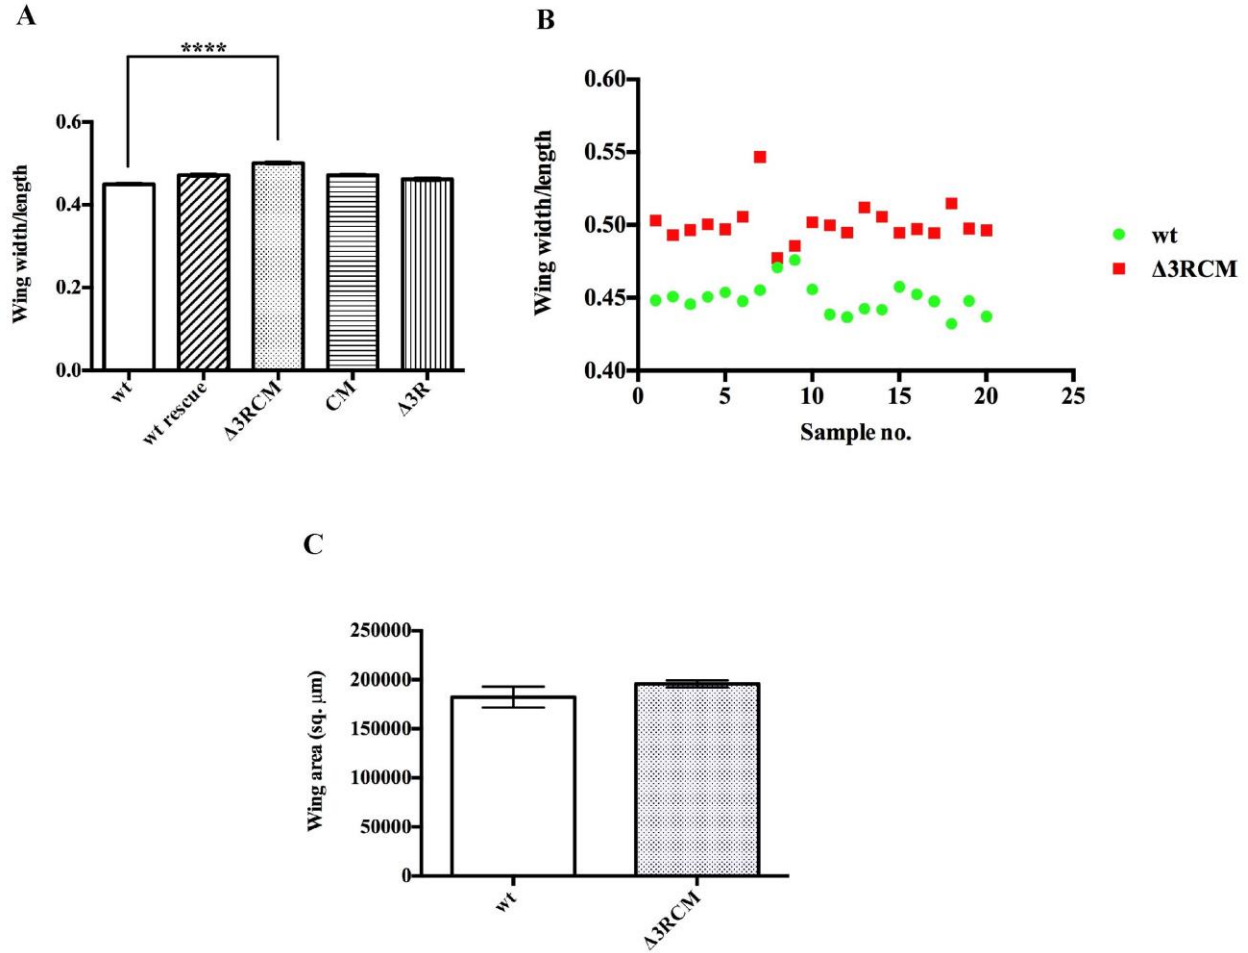 A
****
Wing width/length
0.6
0.4
0.2
0.0
wt
wt rescue
Δ3RCM
CM
Δ3R
B
Wing width/length
0.60
0.55
0.50
0.45
0.40
0
5
10
15
20
25
Sample no.
wt
Δ3RCM
C
Wing area (sq. μm)
250000
200000
150000
100000
50000
0
wt
Δ3RCM